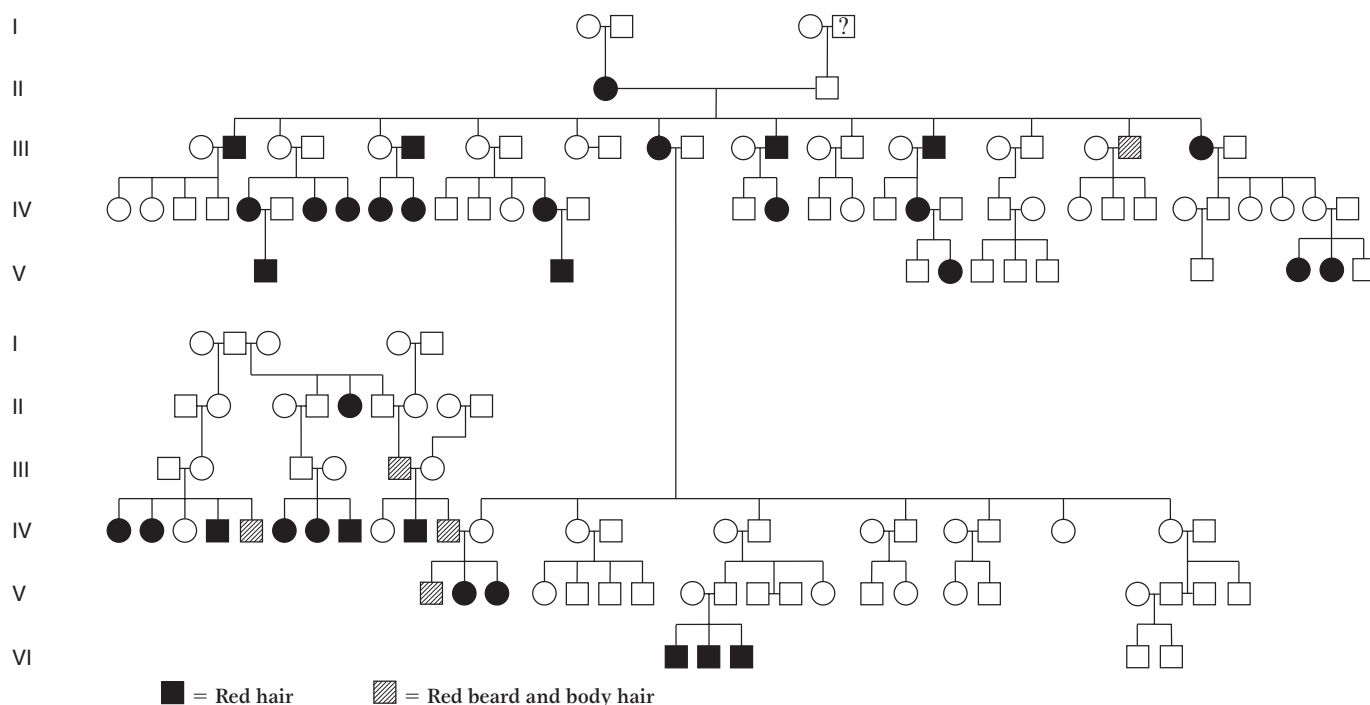 I
?
II
III
IV
V
I
II
III
IV
V
VI
= Red hair = Red beard and body hair